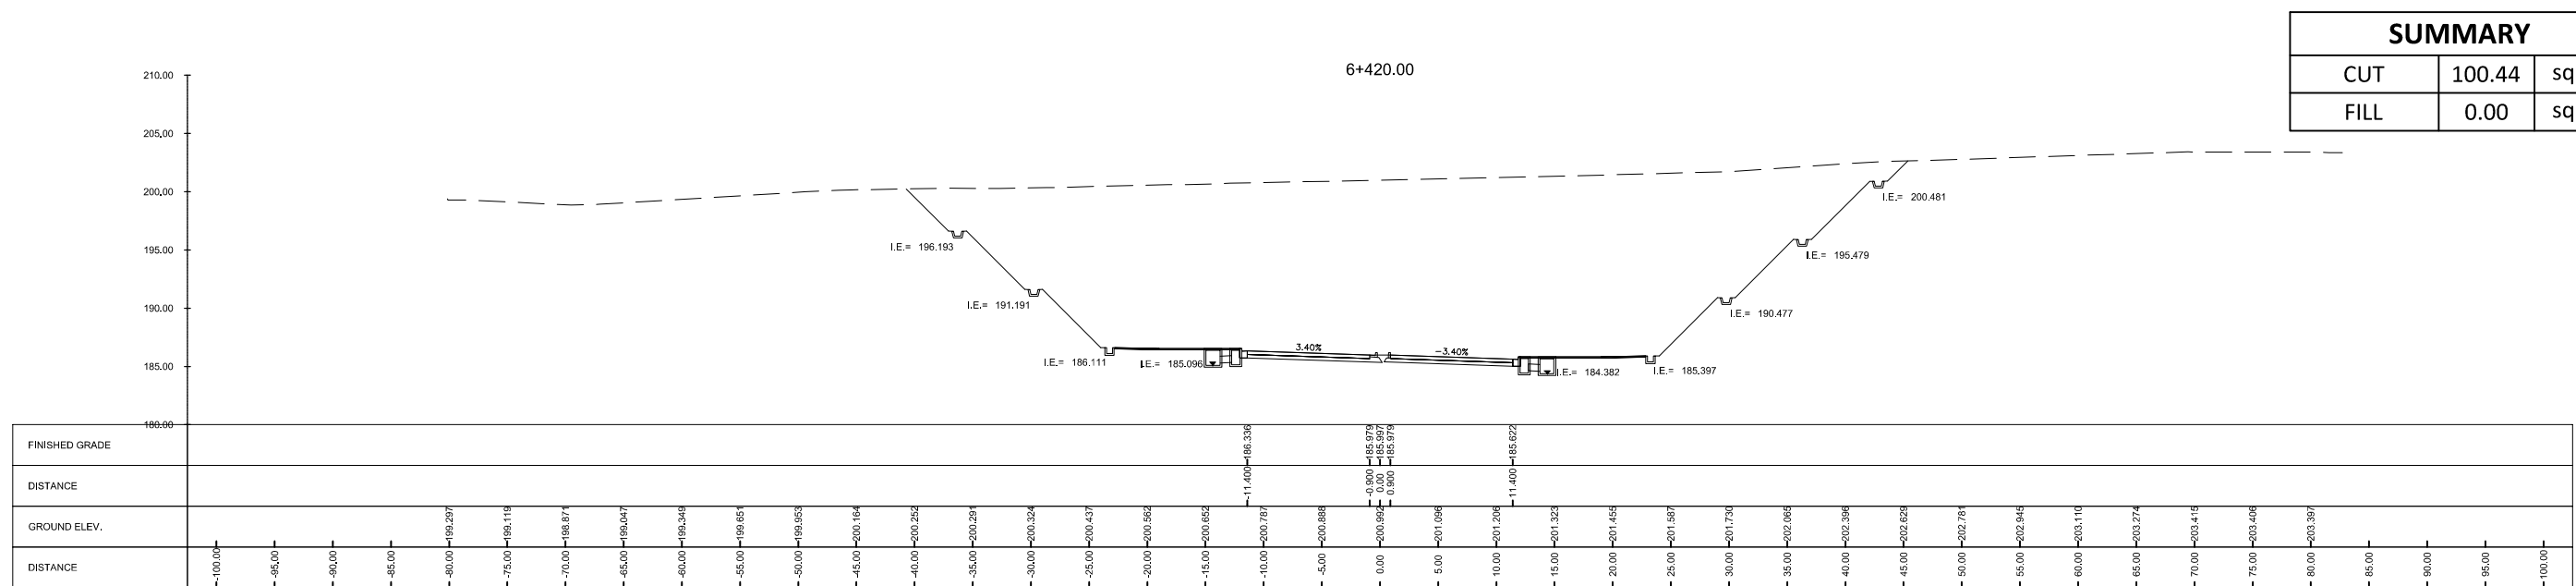 SUMMARY
CUT 100.44 sq
FILL 0.00 sq
6+420.00
210.00
205.00
200.00
195.00
190.00
185.00
180.00
I.E.= 200.481
I.E.= 196.193
I.E.= 195.479
I.E.= 191.191
I.E.= 190.477
3.40%
-3.40%
I.E.= 186.111
I.E.= 185.096
I.E.= 184.382
I.E.= 185.397
FINISHED GRADE 186.336 185.979 185.997 185.979 185.622
DISTANCE -11.400 -0.900 0.00 0.900 11.400
GROUND ELEV. 199.297 199.119 198.871 199.047 199.349 199.651 199.953 200.164 200.252 200.291 200.324 200.437 200.562 200.652 200.787 200.888 200.992 201.096 201.206 201.323 201.455 201.587 201.730 202.065 202.396 202.629 202.781 202.945 203.110 203.274 203.415 203.406 203.397
DISTANCE -100.00 -95.00 -90.00 -85.00 -80.00 -75.00 -70.00 -65.00 -60.00 -55.00 -50.00 -45.00 -40.00 -35.00 -30.00 -25.00 -20.00 -15.00 -10.00 -5.00 0.00 5.00 10.00 15.00 20.00 25.00 30.00 35.00 40.00 45.00 50.00 55.00 60.00 65.00 70.00 75.00 80.00 85.00 90.00 95.00 100.00